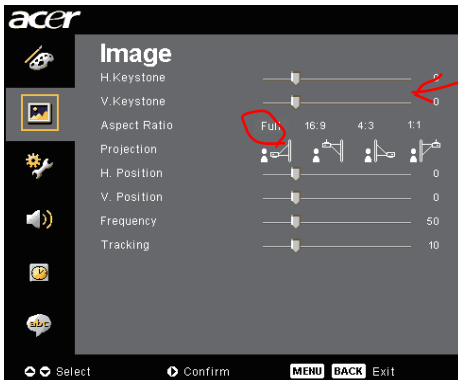 acer
Image
H.Keystone 0
V.Keystone 0
Aspect Ratio Full 16:9 4:3 1:1
Projection
H. Position 0
V. Position 0
Frequency 50
Tracking 10
abc
Select Confirm MENU BACK Exit